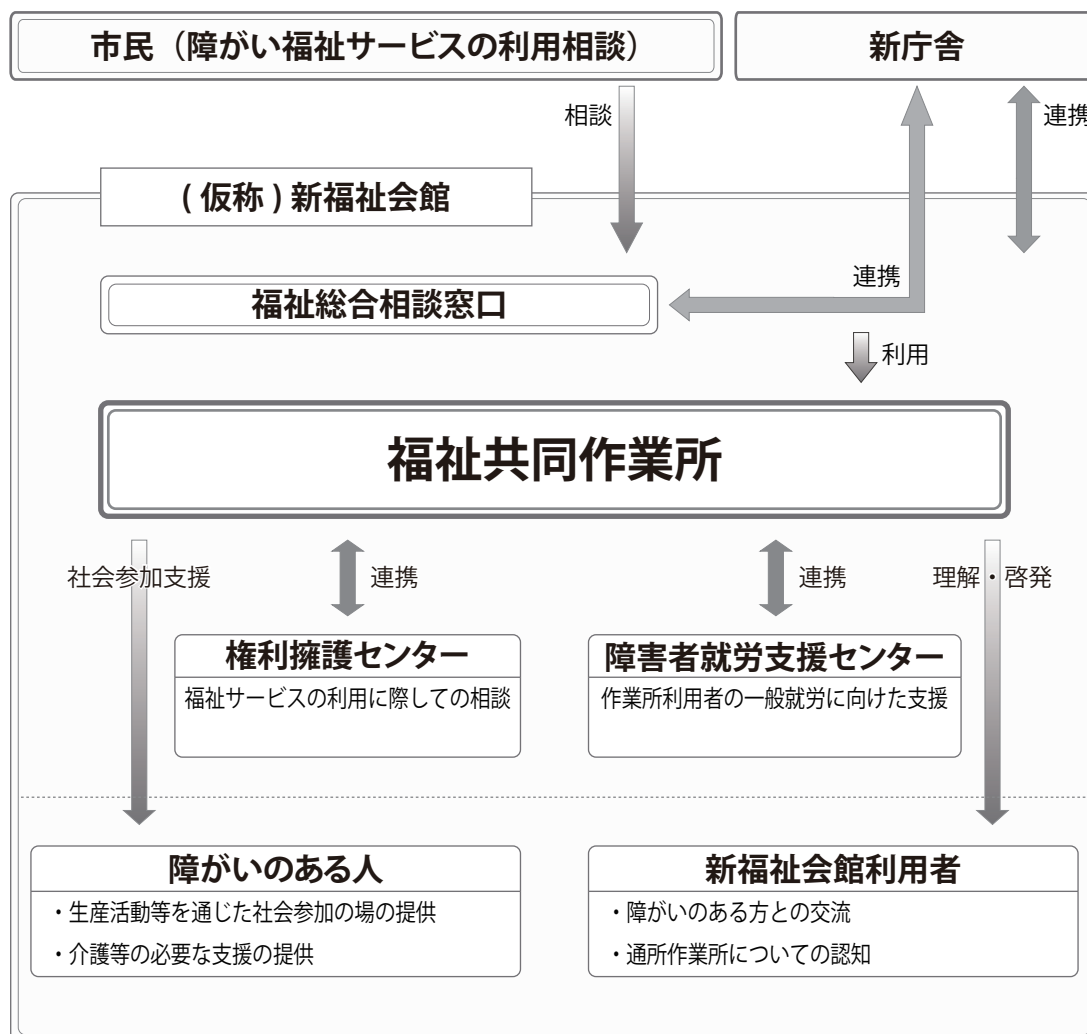 市民（障がい福祉サービスの利用相談）
新庁舎
相談
連携
( 仮称 ) 新福祉会館
連携
福祉総合相談窓口
利用
福祉共同作業所
社会参加支援
連携
連携
理解・啓発
権利擁護センター
福祉サービスの利用に際しての相談
障害者就労支援センター
作業所利用者の一般就労に向けた支援
障がいのある人
・生産活動等を通じた社会参加の場の提供
・介護等の必要な支援の提供
新福祉会館利用者
・障がいのある方との交流
・通所作業所についての認知